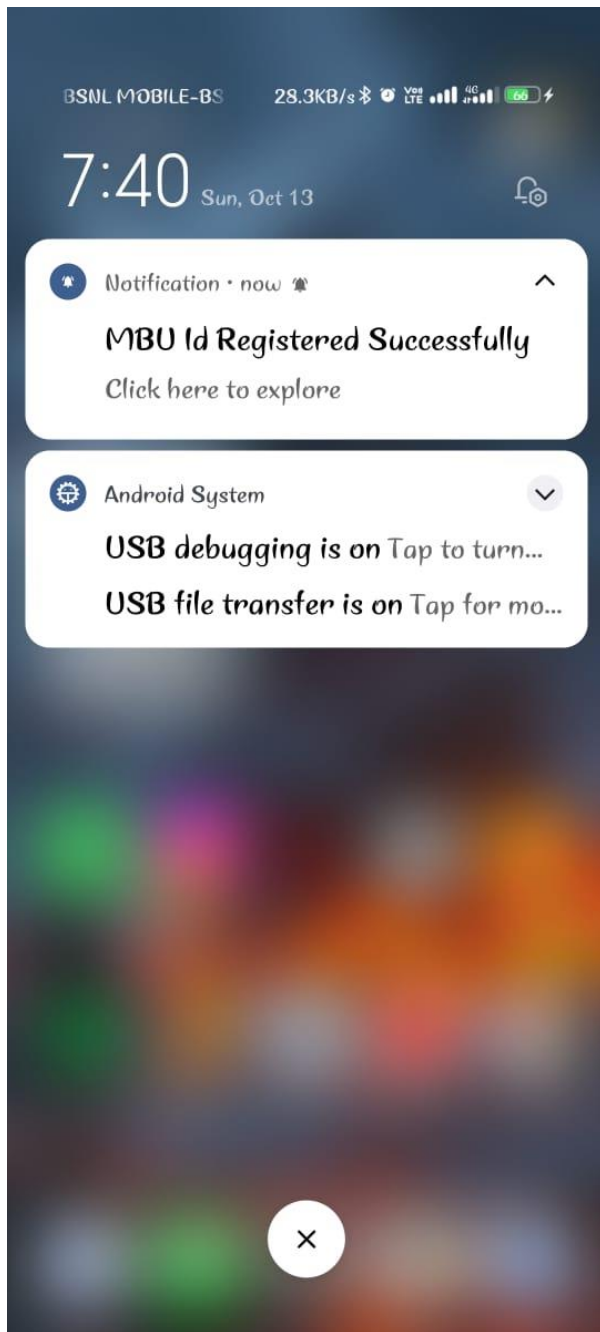 BSNL MOBILE-BS 28.3KB/s Vo9 LTE 4G 66
7:40 Sun, Oct 13
Notification • now
MBU Id Registered Successfully
Click here to explore
Android System
USB debugging is on Tap to turn...
USB file transfer is on Tap for mo...